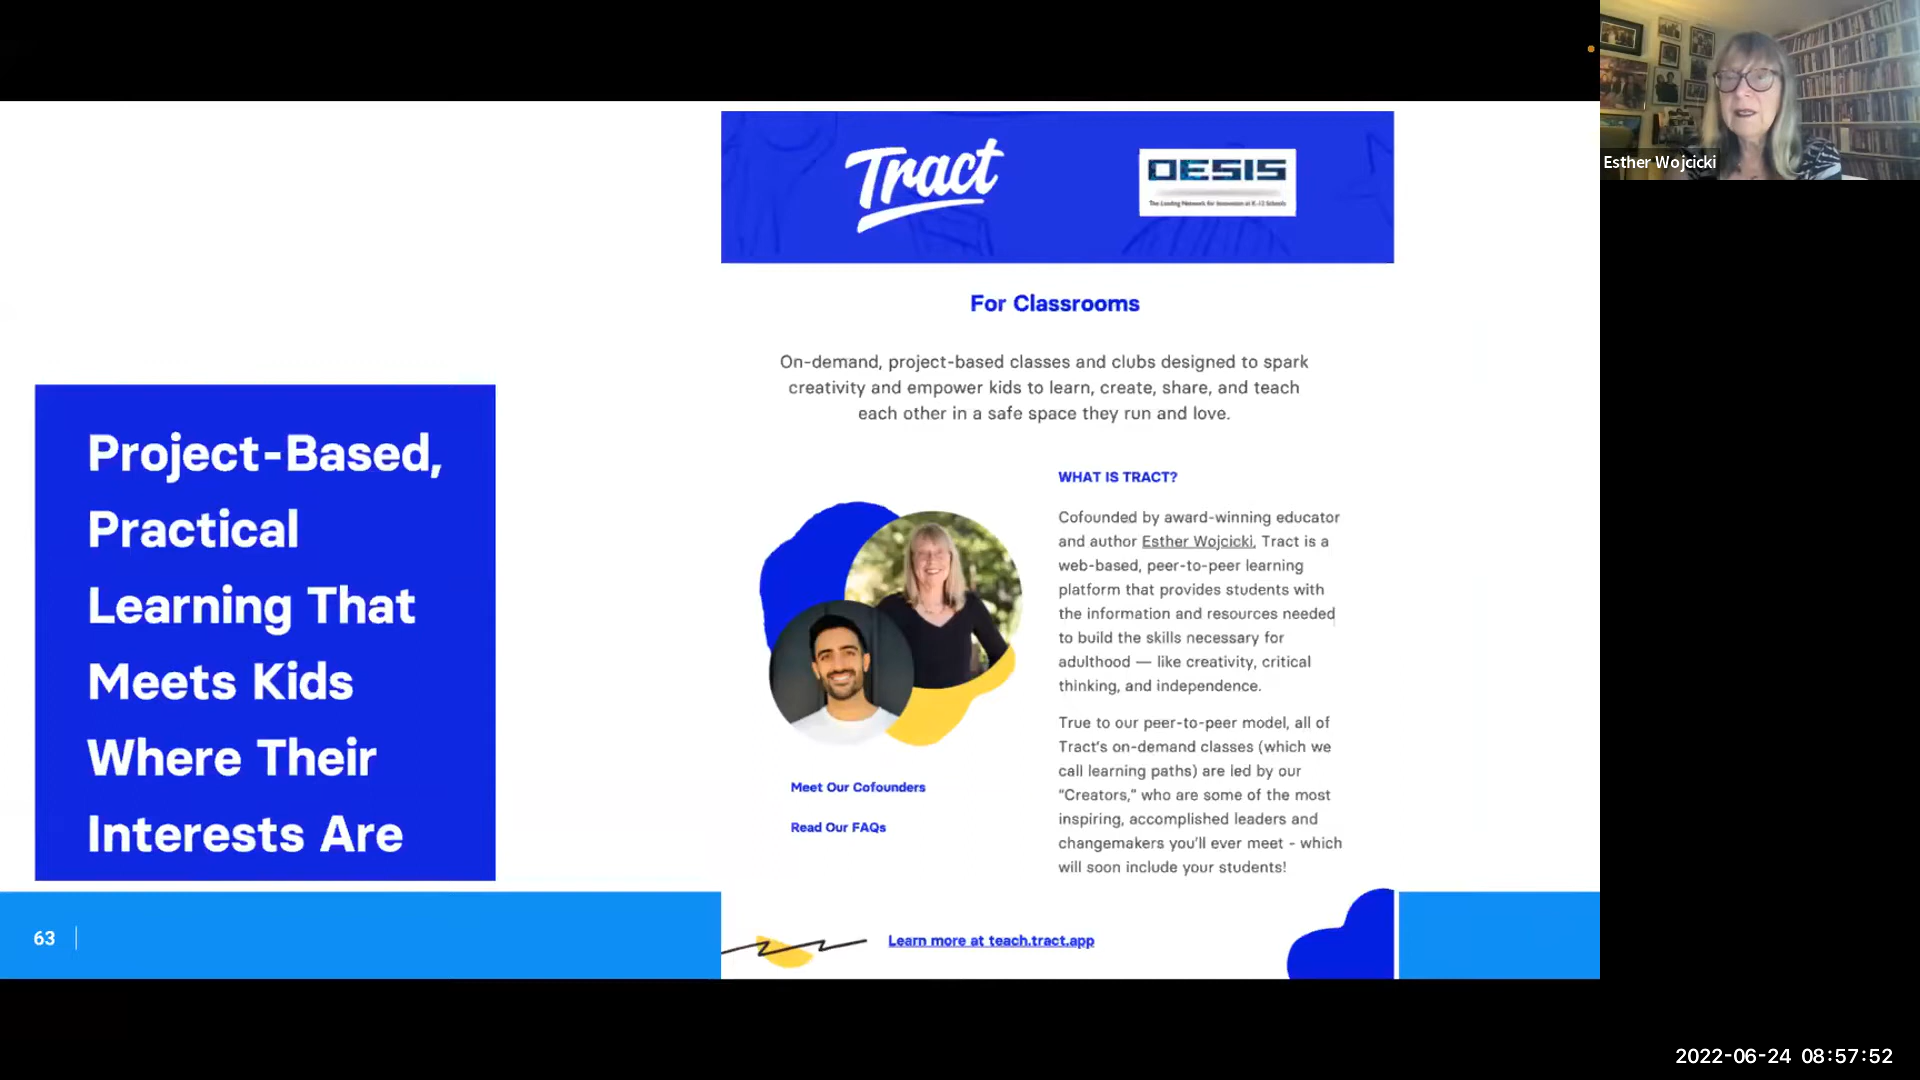 Project-Based,
Practical
Learning That
Meets Kids
Where Their
Interests Are
63
Tract
OESIS
The Leading Network for Innovation at K-12 Schools
For Classrooms
On-demand, project-based classes and clubs designed to spark
creativity and empower kids to learn, create, share, and teach
each other in a safe space they run and love.
WHAT IS TRACT?
Cofounded by award-winning educator
and author Esther Wojcicki, Tract is a
web-based, peer-to-peer learning
platform that provides students with
the information and resources needed
to build the skills necessary for
adulthood — like creativity, critical
thinking, and independence.
True to our peer-to-peer model, all of
Tract's on-demand classes (which we
call learning paths) are led by our
“Creators,” who are some of the most
inspiring, accomplished leaders and
changemakers you'll ever meet - which
will soon include your students!
Meet Our Cofounders
Read Our FAQs
Learn more at teach.tract.app
Esther Wojcicki
2022-06-24 08:57:52